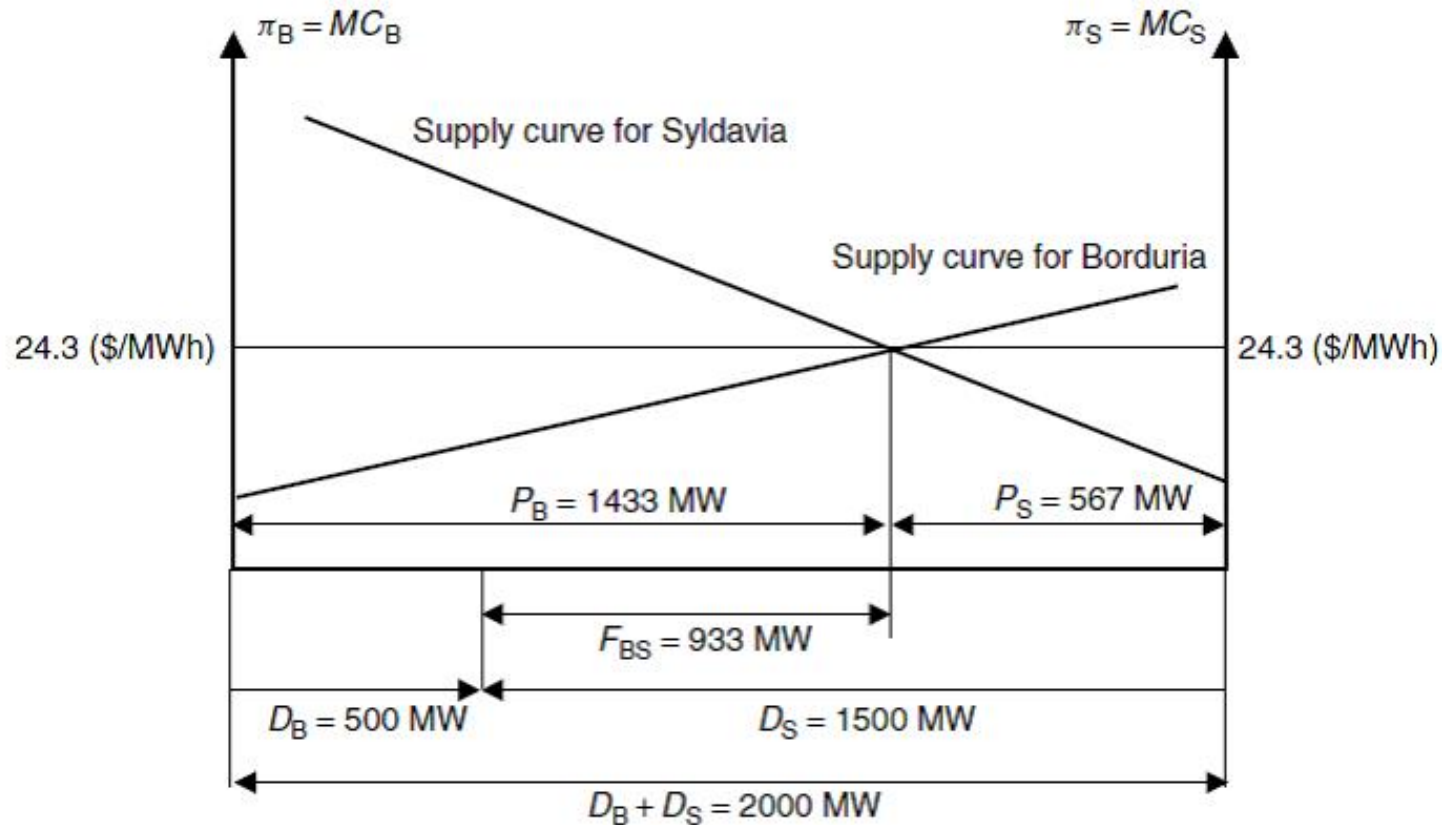 π_B = MC_B
π_S = MC_S
Supply curve for Syldavia
Supply curve for Borduria
24.3 ($/MWh)
24.3 ($/MWh)
P_B = 1433 MW
P_S = 567 MW
F_BS = 933 MW
D_B = 500 MW
D_S = 1500 MW
D_B + D_S = 2000 MW